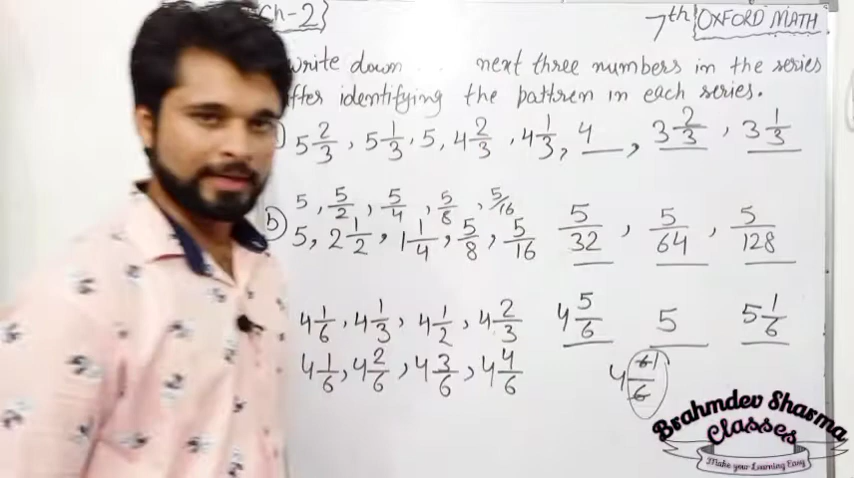 Ch-2}
7th OXFORD MATH
write down . . . next three numbers in the series
after identifying the pattren in each series.
) 5 2/3, 5 1/3, 5, 4 2/3, 4 1/3, 4, 3 2/3, 3 1/3
5, 5/2, 5/4, 5/8, 5/16
b) 5, 2 1/2, 1 1/4, 5/8, 5/16 5/32, 5/64, 5/128
4 1/6, 4 1/3, 4 1/2, 4 2/3 4 5/6 5 5 1/6
4 1/6, 4 2/6, 4 3/6, 4 4/6 4 6/6 1
Brahmdev Sharma
Classes
Make your Learning Easy